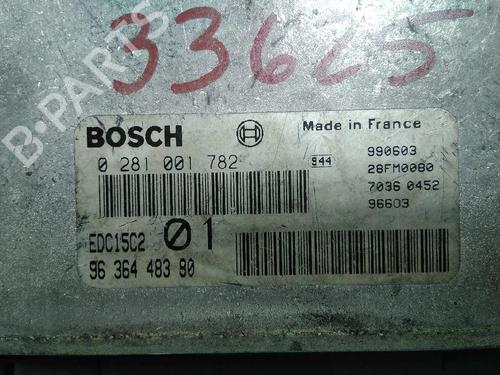 33625
B-PARTS
BOSCH
Made in France
0 281 001 782
944
990603
28FM0080
7036 0452
96603
EDC15C2 01
96 364 483 80